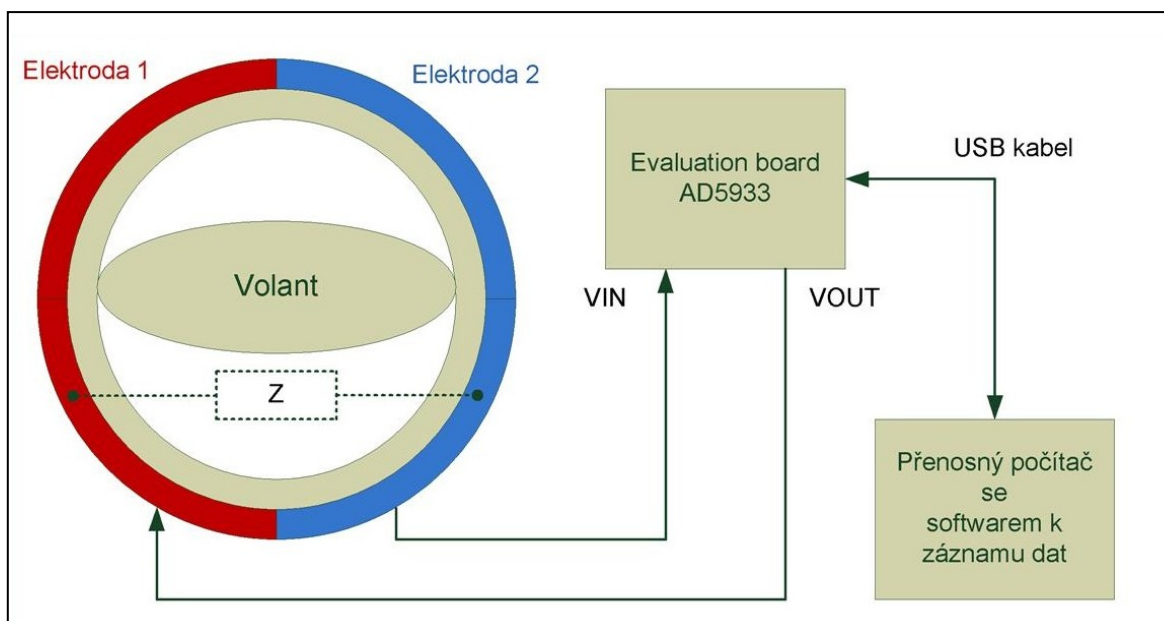 Elektroda 1
Elektroda 2
Evaluation board
AD5933
USB kabel
Volant
VIN
VOUT
Z
Přenosný počítač
se
softwarem k
záznamu dat